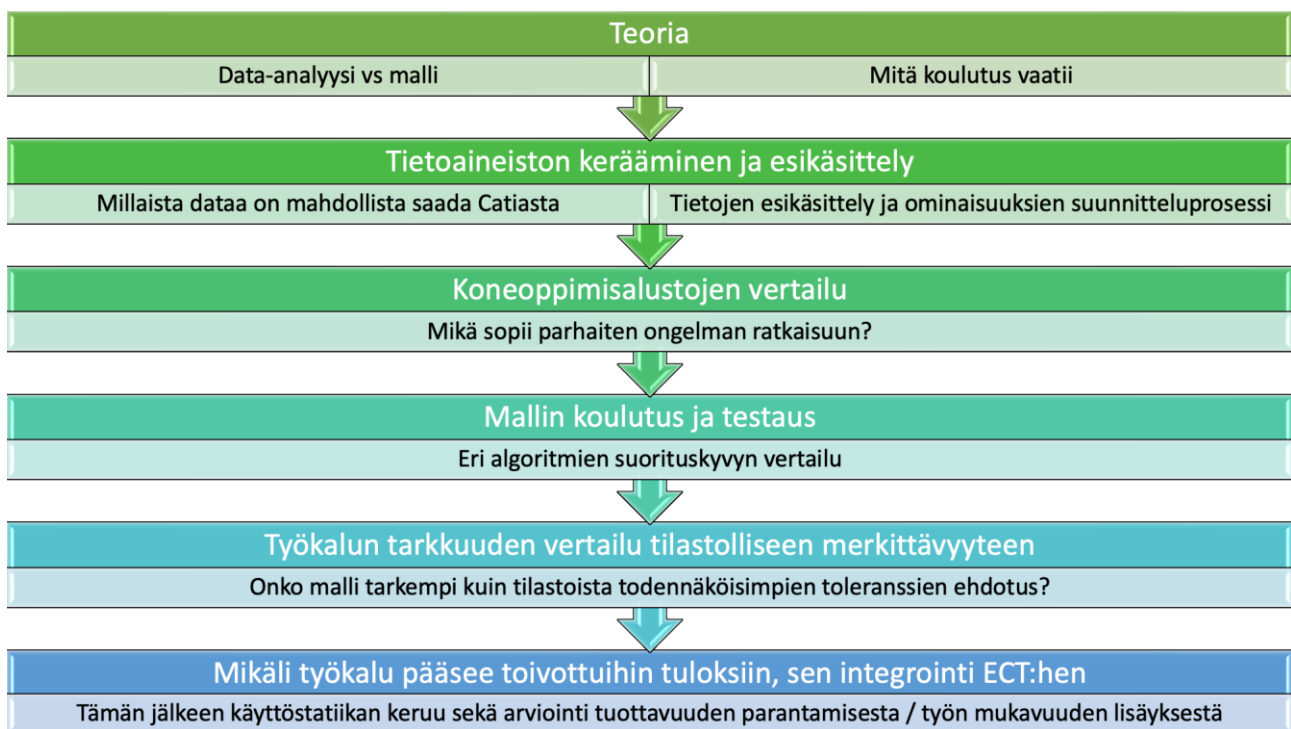 Teoria
Data-analyysi vs malli
Mitä koulutus vaatii
Tietoaineiston kerääminen ja esikäsittely
Millaista dataa on mahdollista saada Catiasta
Tietojen esikäsittely ja ominaisuuksien suunnitteluprosessi
Koneoppimisalustojen vertailu
Mikä sopii parhaiten ongelman ratkaisuun?
Mallin koulutus ja testaus
Eri algoritmien suorituskyvyn vertailu
Työkalun tarkkuuden vertailu tilastolliseen merkittävyyteen
Onko malli tarkempi kuin tilastoista todennäköisimpien toleranssien ehdotus?
Mikäli työkalu pääsee toivottuihin tuloksiin, sen integrointi ECT:hen
Tämän jälkeen käyttöstatiikan keruu sekä arviointi tuottavuuden parantamisesta / työn mukavuuden lisäyksestä